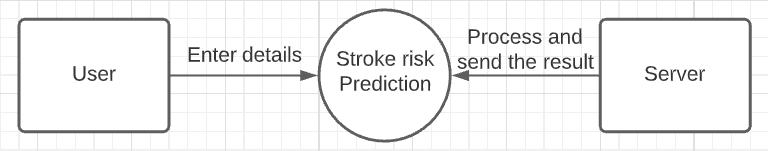 User
Enter details
Stroke risk
Prediction
Process and
send the result
Server